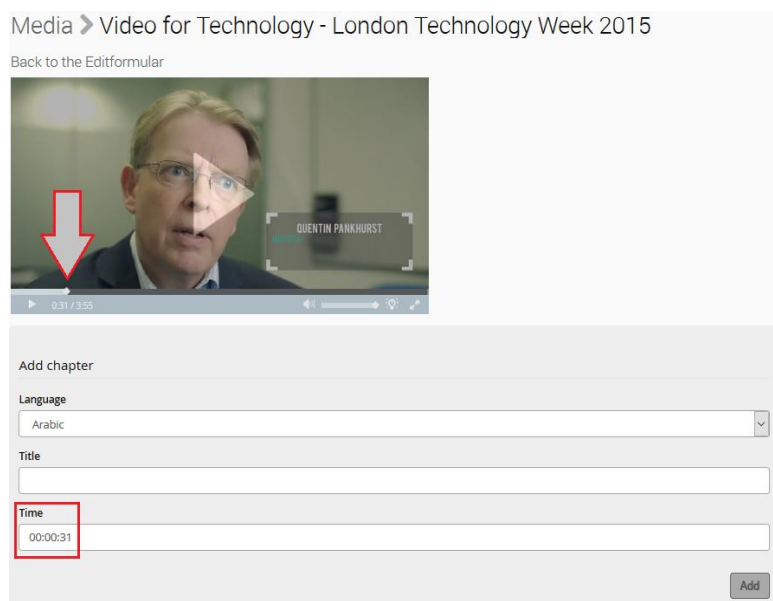 Media > Video for Technology - London Technology Week 2015
Back to the Editformular
QUENTIN PANKHURST
0:31 / 3:55
Add chapter
Language
Arabic
Title
Time
00:00:31
Add